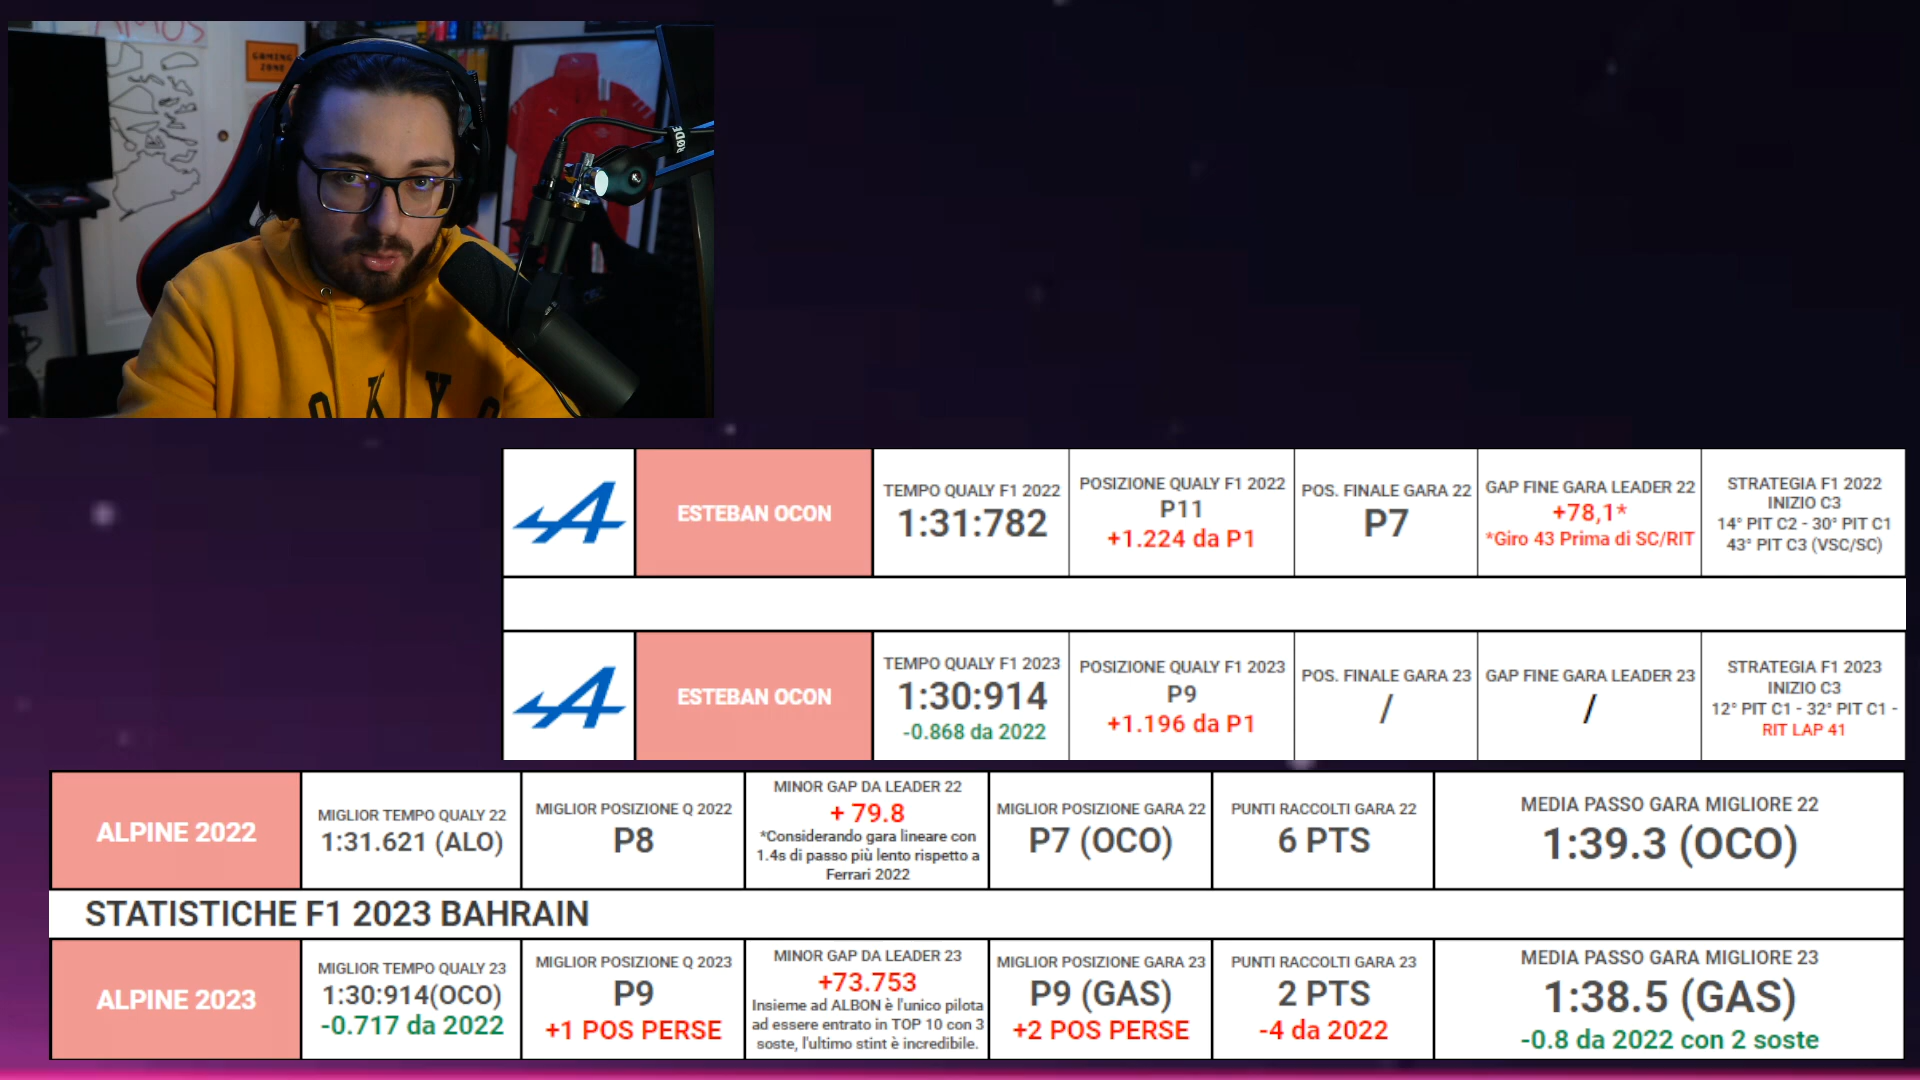 GAMING
ZONE
RØDE
OKYO
ESTEBAN OCON
TEMPO QUALY F1 2022
1:31:782
POSIZIONE QUALY F1 2022
P11
+1.224 da P1
POS. FINALE GARA 22
P7
GAP FINE GARA LEADER 22
+78,1*
*Giro 43 Prima di SC/RIT
STRATEGIA F1 2022
INIZIO C3
14° PIT C2 - 30° PIT C1
43° PIT C3 (VSC/SC)
ESTEBAN OCON
TEMPO QUALY F1 2023
1:30:914
-0.868 da 2022
POSIZIONE QUALY F1 2023
P9
+1.196 da P1
POS. FINALE GARA 23
/
GAP FINE GARA LEADER 23
/
STRATEGIA F1 2023
INIZIO C3
12° PIT C1 - 32° PIT C1 -
RIT LAP 41
ALPINE 2022
MIGLIOR TEMPO QUALY 22
1:31.621 (ALO)
MIGLIOR POSIZIONE Q 2022
P8
MINOR GAP DA LEADER 22
+ 79.8
*Considerando gara lineare con
1.4s di passo più lento rispetto a
Ferrari 2022
MIGLIOR POSIZIONE GARA 22
P7 (OCO)
PUNTI RACCOLTI GARA 22
6 PTS
MEDIA PASSO GARA MIGLIORE 22
1:39.3 (OCO)
STATISTICHE F1 2023 BAHRAIN
ALPINE 2023
MIGLIOR TEMPO QUALY 23
1:30:914(OCO)
-0.717 da 2022
MIGLIOR POSIZIONE Q 2023
P9
+1 POS PERSE
MINOR GAP DA LEADER 23
+73.753
Insieme ad ALBON è l'unico pilota
ad essere entrato in TOP 10 con 3
soste, l'ultimo stint è incredibile.
MIGLIOR POSIZIONE GARA 23
P9 (GAS)
+2 POS PERSE
PUNTI RACCOLTI GARA 23
2 PTS
-4 da 2022
MEDIA PASSO GARA MIGLIORE 23
1:38.5 (GAS)
-0.8 da 2022 con 2 soste